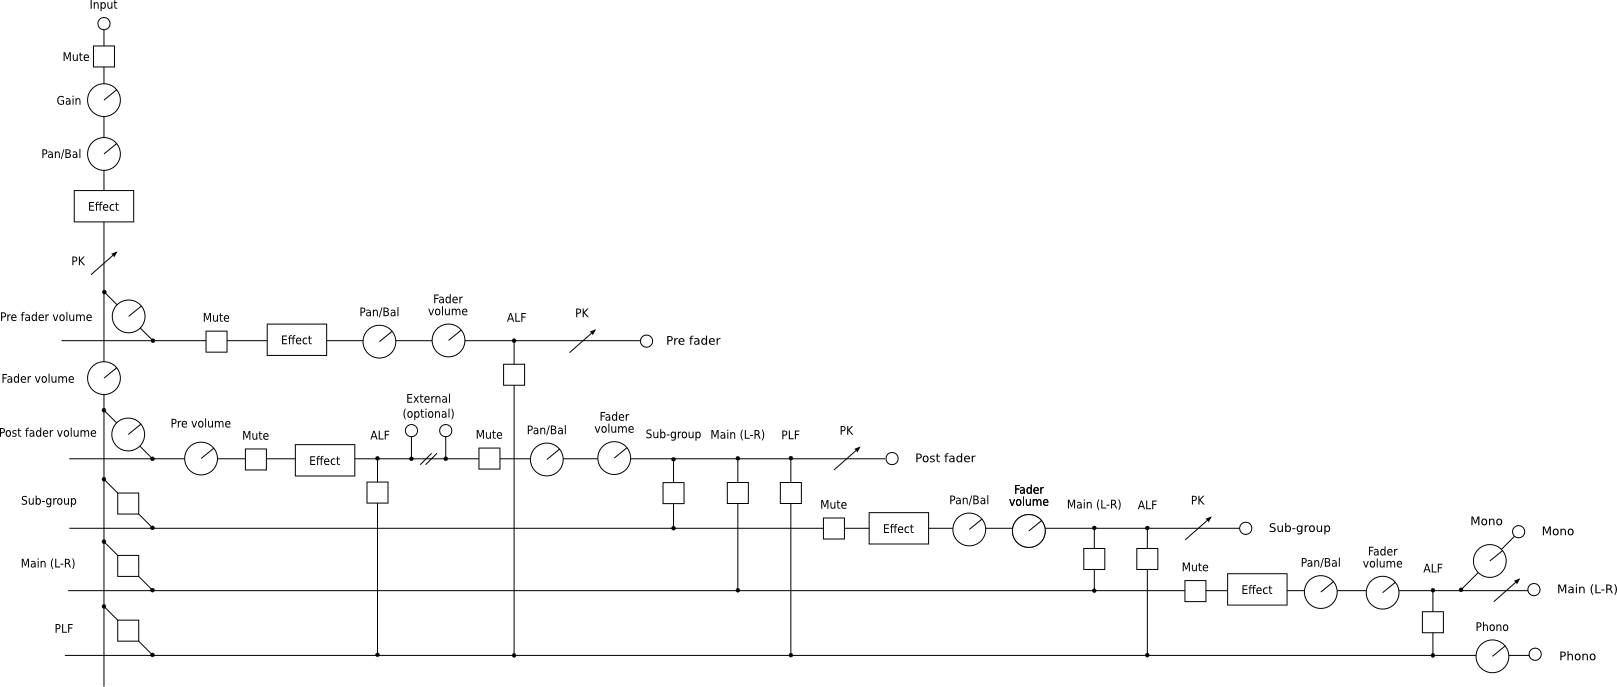 Input
Mute
Gain
Pan/Bal
Effect
PK
Pre fader volume
Mute
Effect
Pan/Bal
Fader
volume
ALF
PK
Pre fader
Fader volume
Post fader volume
Pre volume
Mute
Effect
ALF
External
(optional)
Mute
Pan/Bal
Fader
volume
Sub-group
Main (L-R)
PLF
PK
Post fader
Sub-group
Mute
Effect
Pan/Bal
Fader
volume
Main (L-R)
ALF
PK
Sub-group
Main (L-R)
Mute
Effect
Pan/Bal
Fader
volume
ALF
Mono
Mono
Main (L-R)
PLF
Phono
Phono